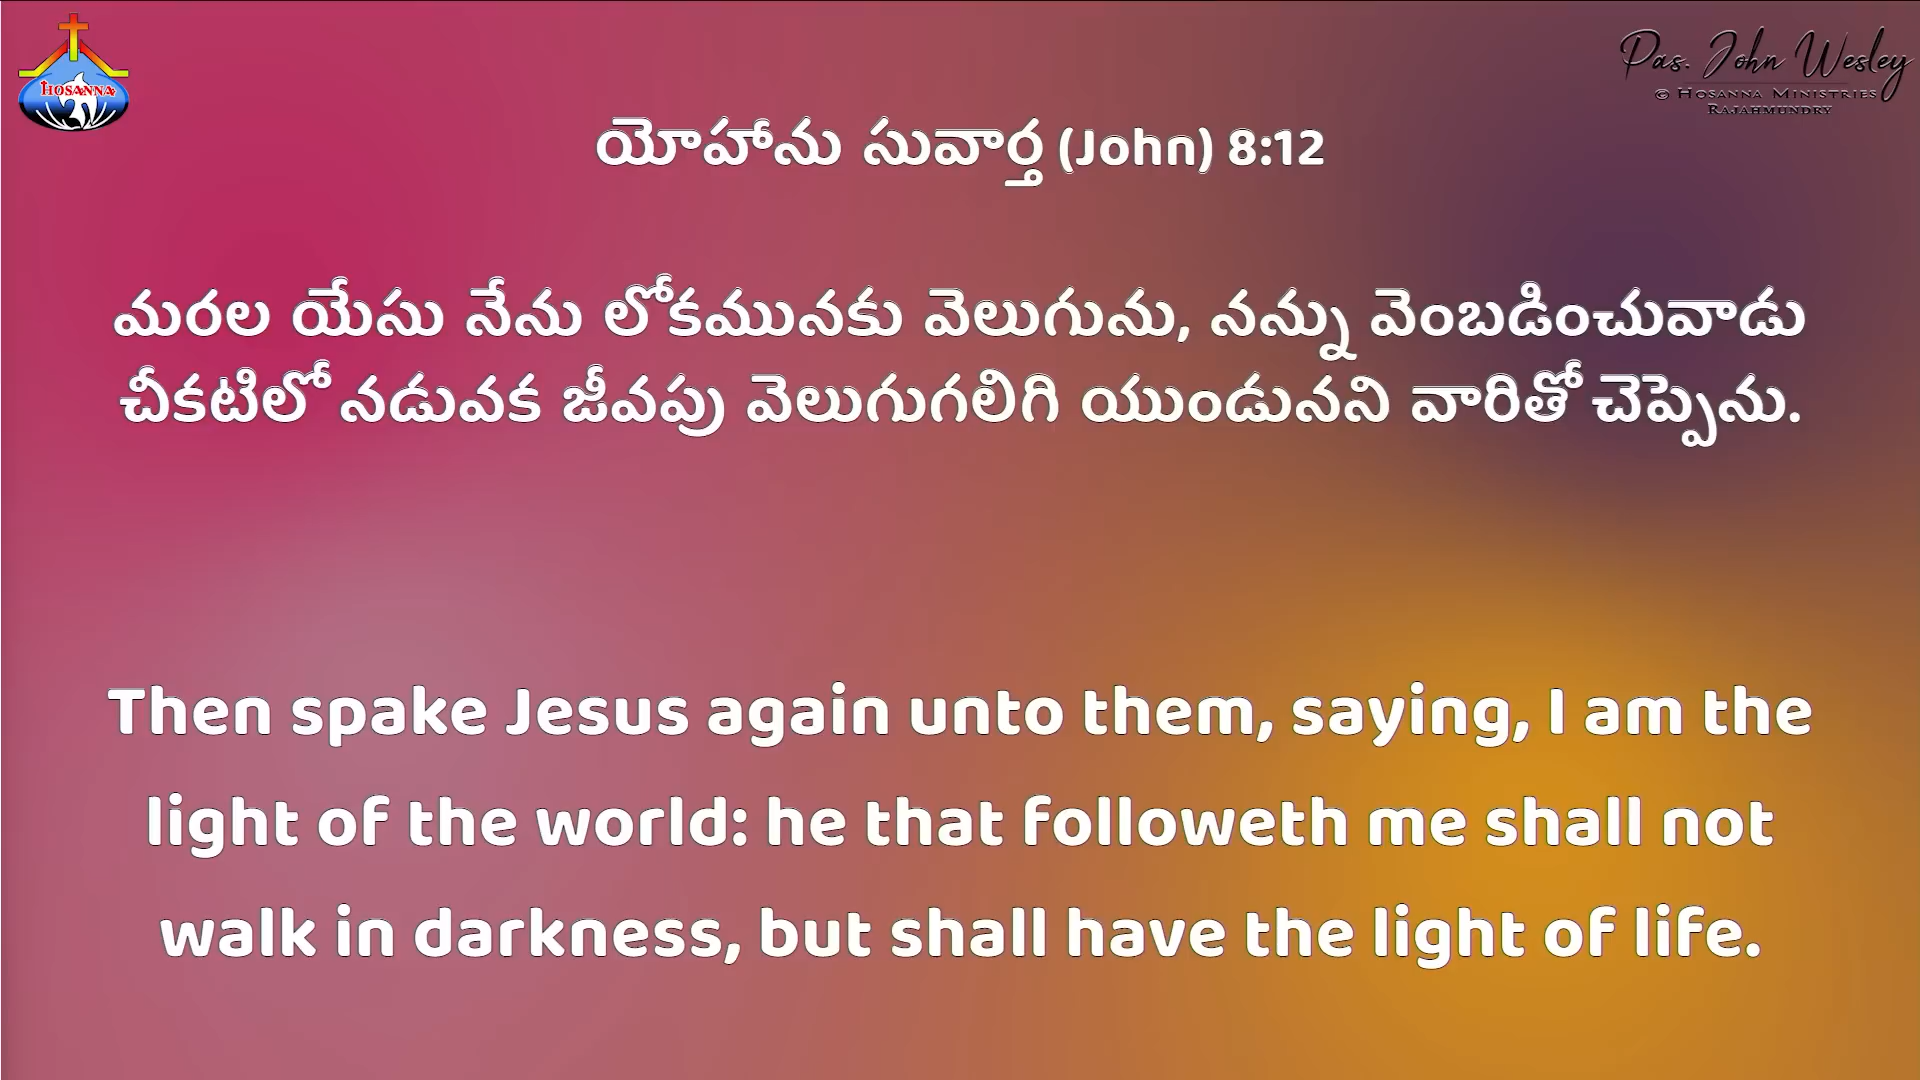 HOSANNA
Pas. John Wesley
© HOSANNA MINISTRIES
RAJAHMUNDRY
యోహాను సువార్త (John) 8:12
మరల యేసు నేను లోకమునకు వెలుగును, నన్ను వెంబడించువాడు
చీకటిలో నడువక జీవపు వెలుగుగలిగి యుండునని వారితో చెప్పెను.
Then spake Jesus again unto them, saying, I am the
light of the world: he that followeth me shall not
walk in darkness, but shall have the light of life.